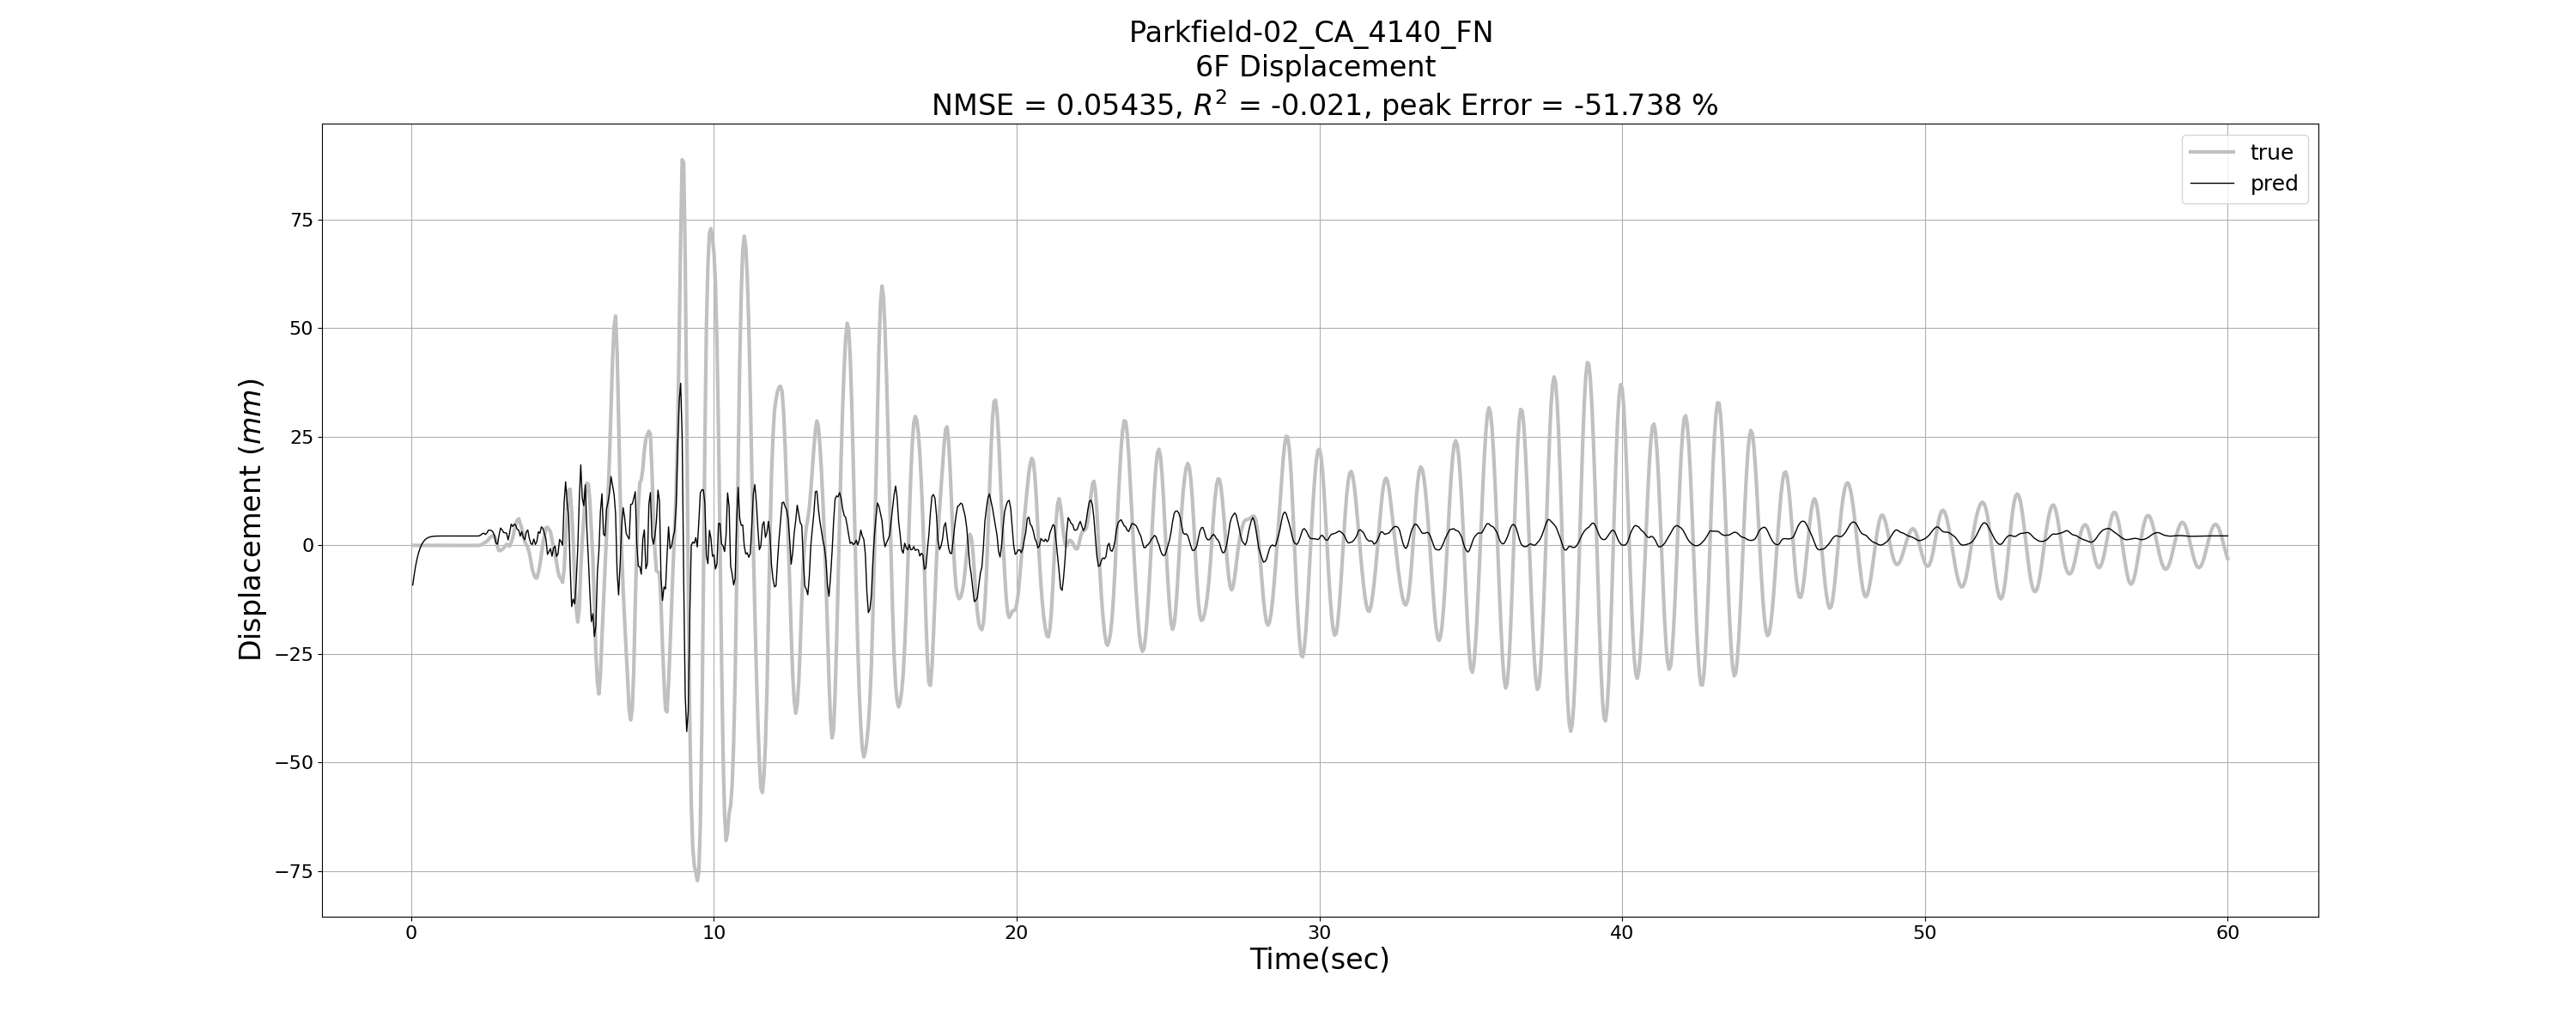 Parkfield-02_CA_4140_FN
6F Displacement
NMSE = 0.05435, R² = -0.021, peak Error = -51.738 %
true
pred
75
50
25
0
−25
−50
−75
Displacement (mm)
0 10 20 30 40 50 60
Time(sec)